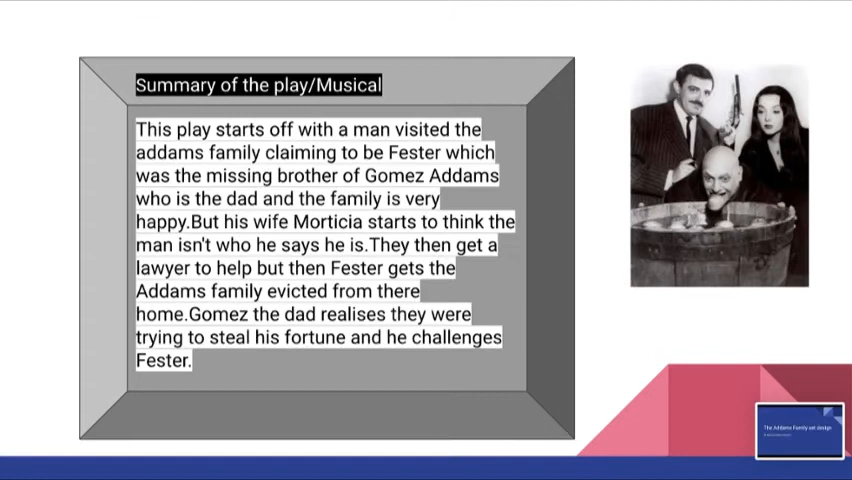 Summary of the play/Musical
This play starts off with a man visited the
addams family claiming to be Fester which
was the missing brother of Gomez Addams
who is the dad and the family is very
happy.But his wife Morticia starts to think the
man isn't who he says he is.They then get a
lawyer to help but then Fester gets the
Addams family evicted from there
home.Gomez the dad realises they were
trying to steal his fortune and he challenges
Fester.
The Addams Family set design